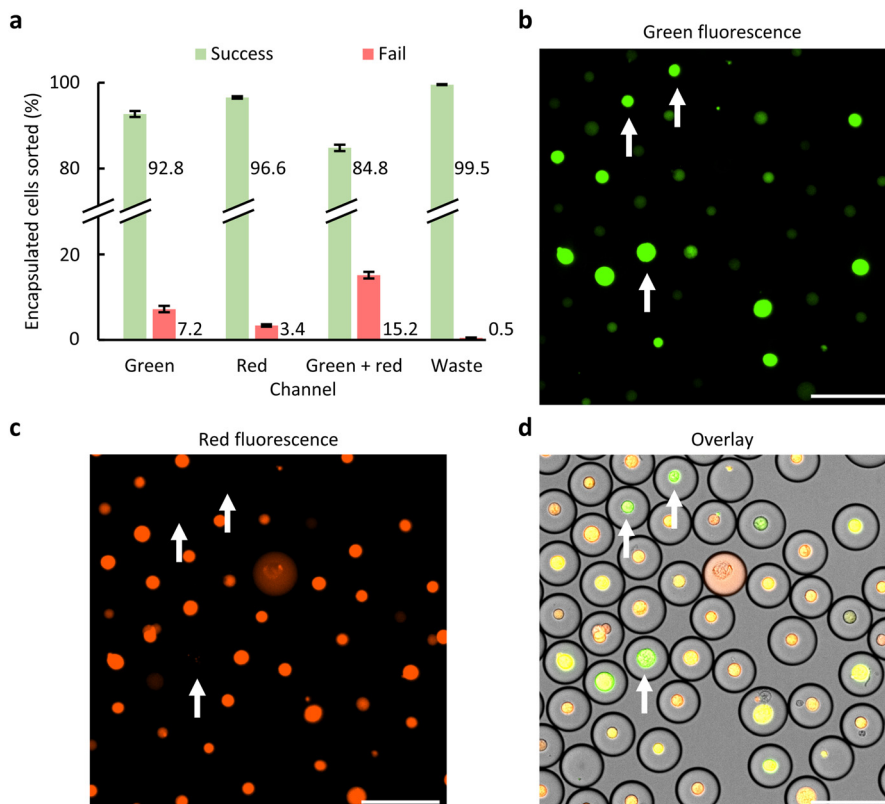 a
Success Fail
Encapsulated cells sorted (%)
100
80
20
0
92.8
96.6
84.8
99.5
7.2
3.4
15.2
0.5
Green Red Green + red Waste
Channel
b
Green fluorescence
c
Red fluorescence
d
Overlay